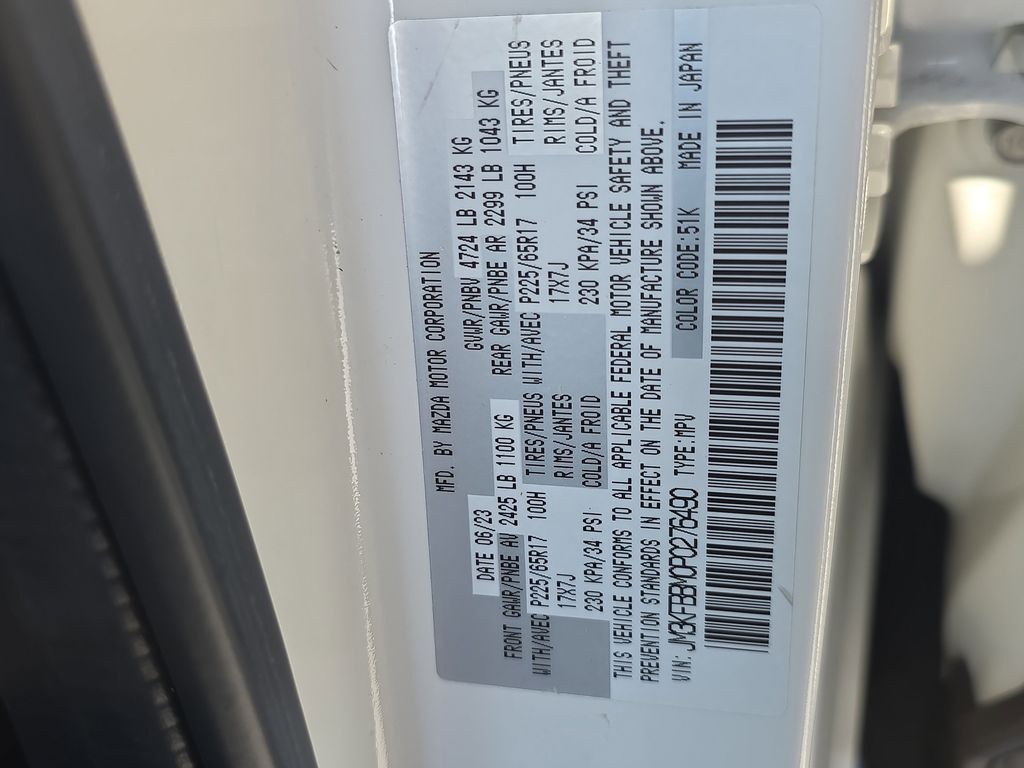 MFD. BY MAZDA MOTOR CORPORATION
DATE 06/23 GVWR/PNBV 4724 LB 2143 KG
FRONT GAWR/PNBE AV 2425 LB 1100 KG REAR GAWR/PNBE AR 2299 LB 1043 KG
WITH/AVEC P225/65R17 100H TIRES/PNEUS WITH/AVEC P225/65R17 100H TIRES/PNEUS
17X7J RIMS/JANTES 17X7J RIMS/JANTES
230 KPA/34 PSI COLD/A FROID 230 KPA/34 PSI COLD/A FROID
THIS VEHICLE CONFORMS TO ALL APPLICABLE FEDERAL MOTOR VEHICLE SAFETY AND THEFT
PREVENTION STANDARDS IN EFFECT ON THE DATE OF MANUFACTURE SHOWN ABOVE.
VIN: JM3KFBBM0P0276490 TYPE:MPV COLOR CODE:51K MADE IN JAPAN